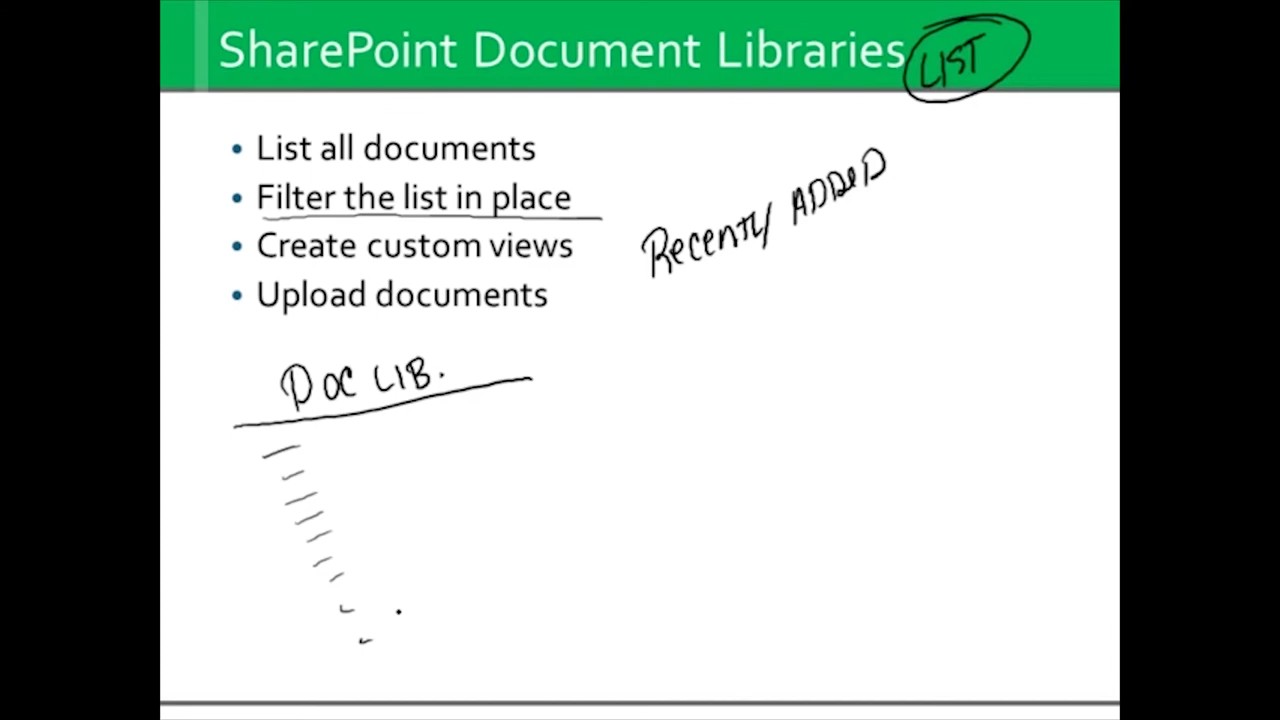 SharePoint Document Libraries LIST
• List all documents
• Filter the list in place
• Create custom views
• Upload documents
Recently ADDED
DOC LIB.